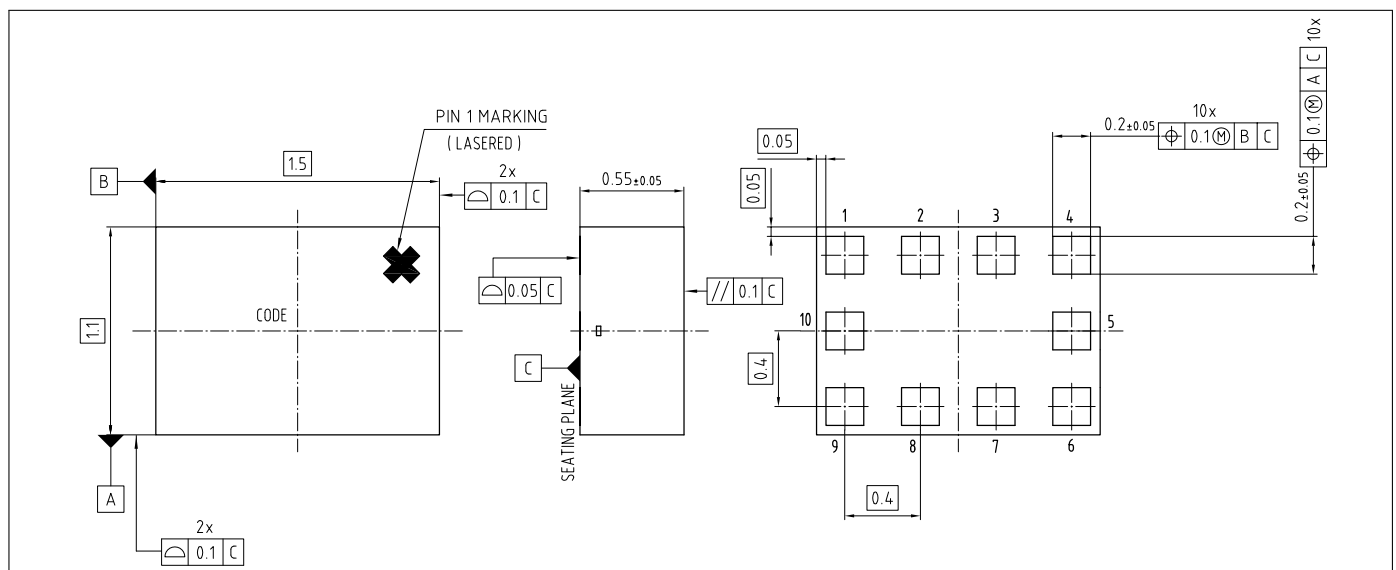 PIN 1 MARKING
( LASERED )
B
1.5
2x
0.1 C
1.1
CODE
A
2x
0.1 C
0.55±0.05
0.05 C
// 0.1 C
C
SEATING PLANE
0.05
0.05
0.2±0.05
10x
0.1 Ⓜ B C
0.1 Ⓜ A C 10x
0.2±0.05
1 2 3 4
10 5
9 8 7 6
0.4
0.4